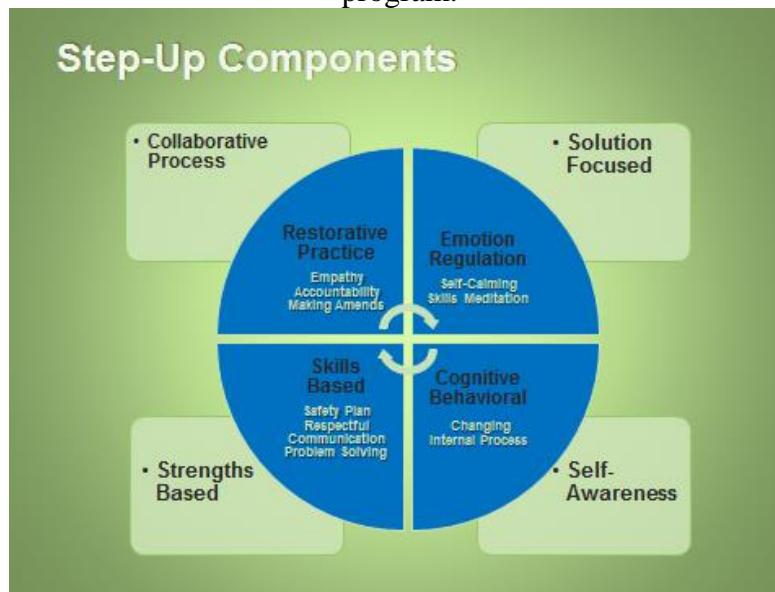 program.
Step-Up Components
• Collaborative
Process
• Solution
Focused
Restorative
Practice
Empathy
Accountability
Making Amends
Emotion
Regulation
Self-Calming
Skills Meditation
Skills
Based
Safety Plan
Respectful
Communication
Problem Solving
Cognitive
Behavioral
Changing
Internal Process
• Strengths
Based
• Self-
Awareness